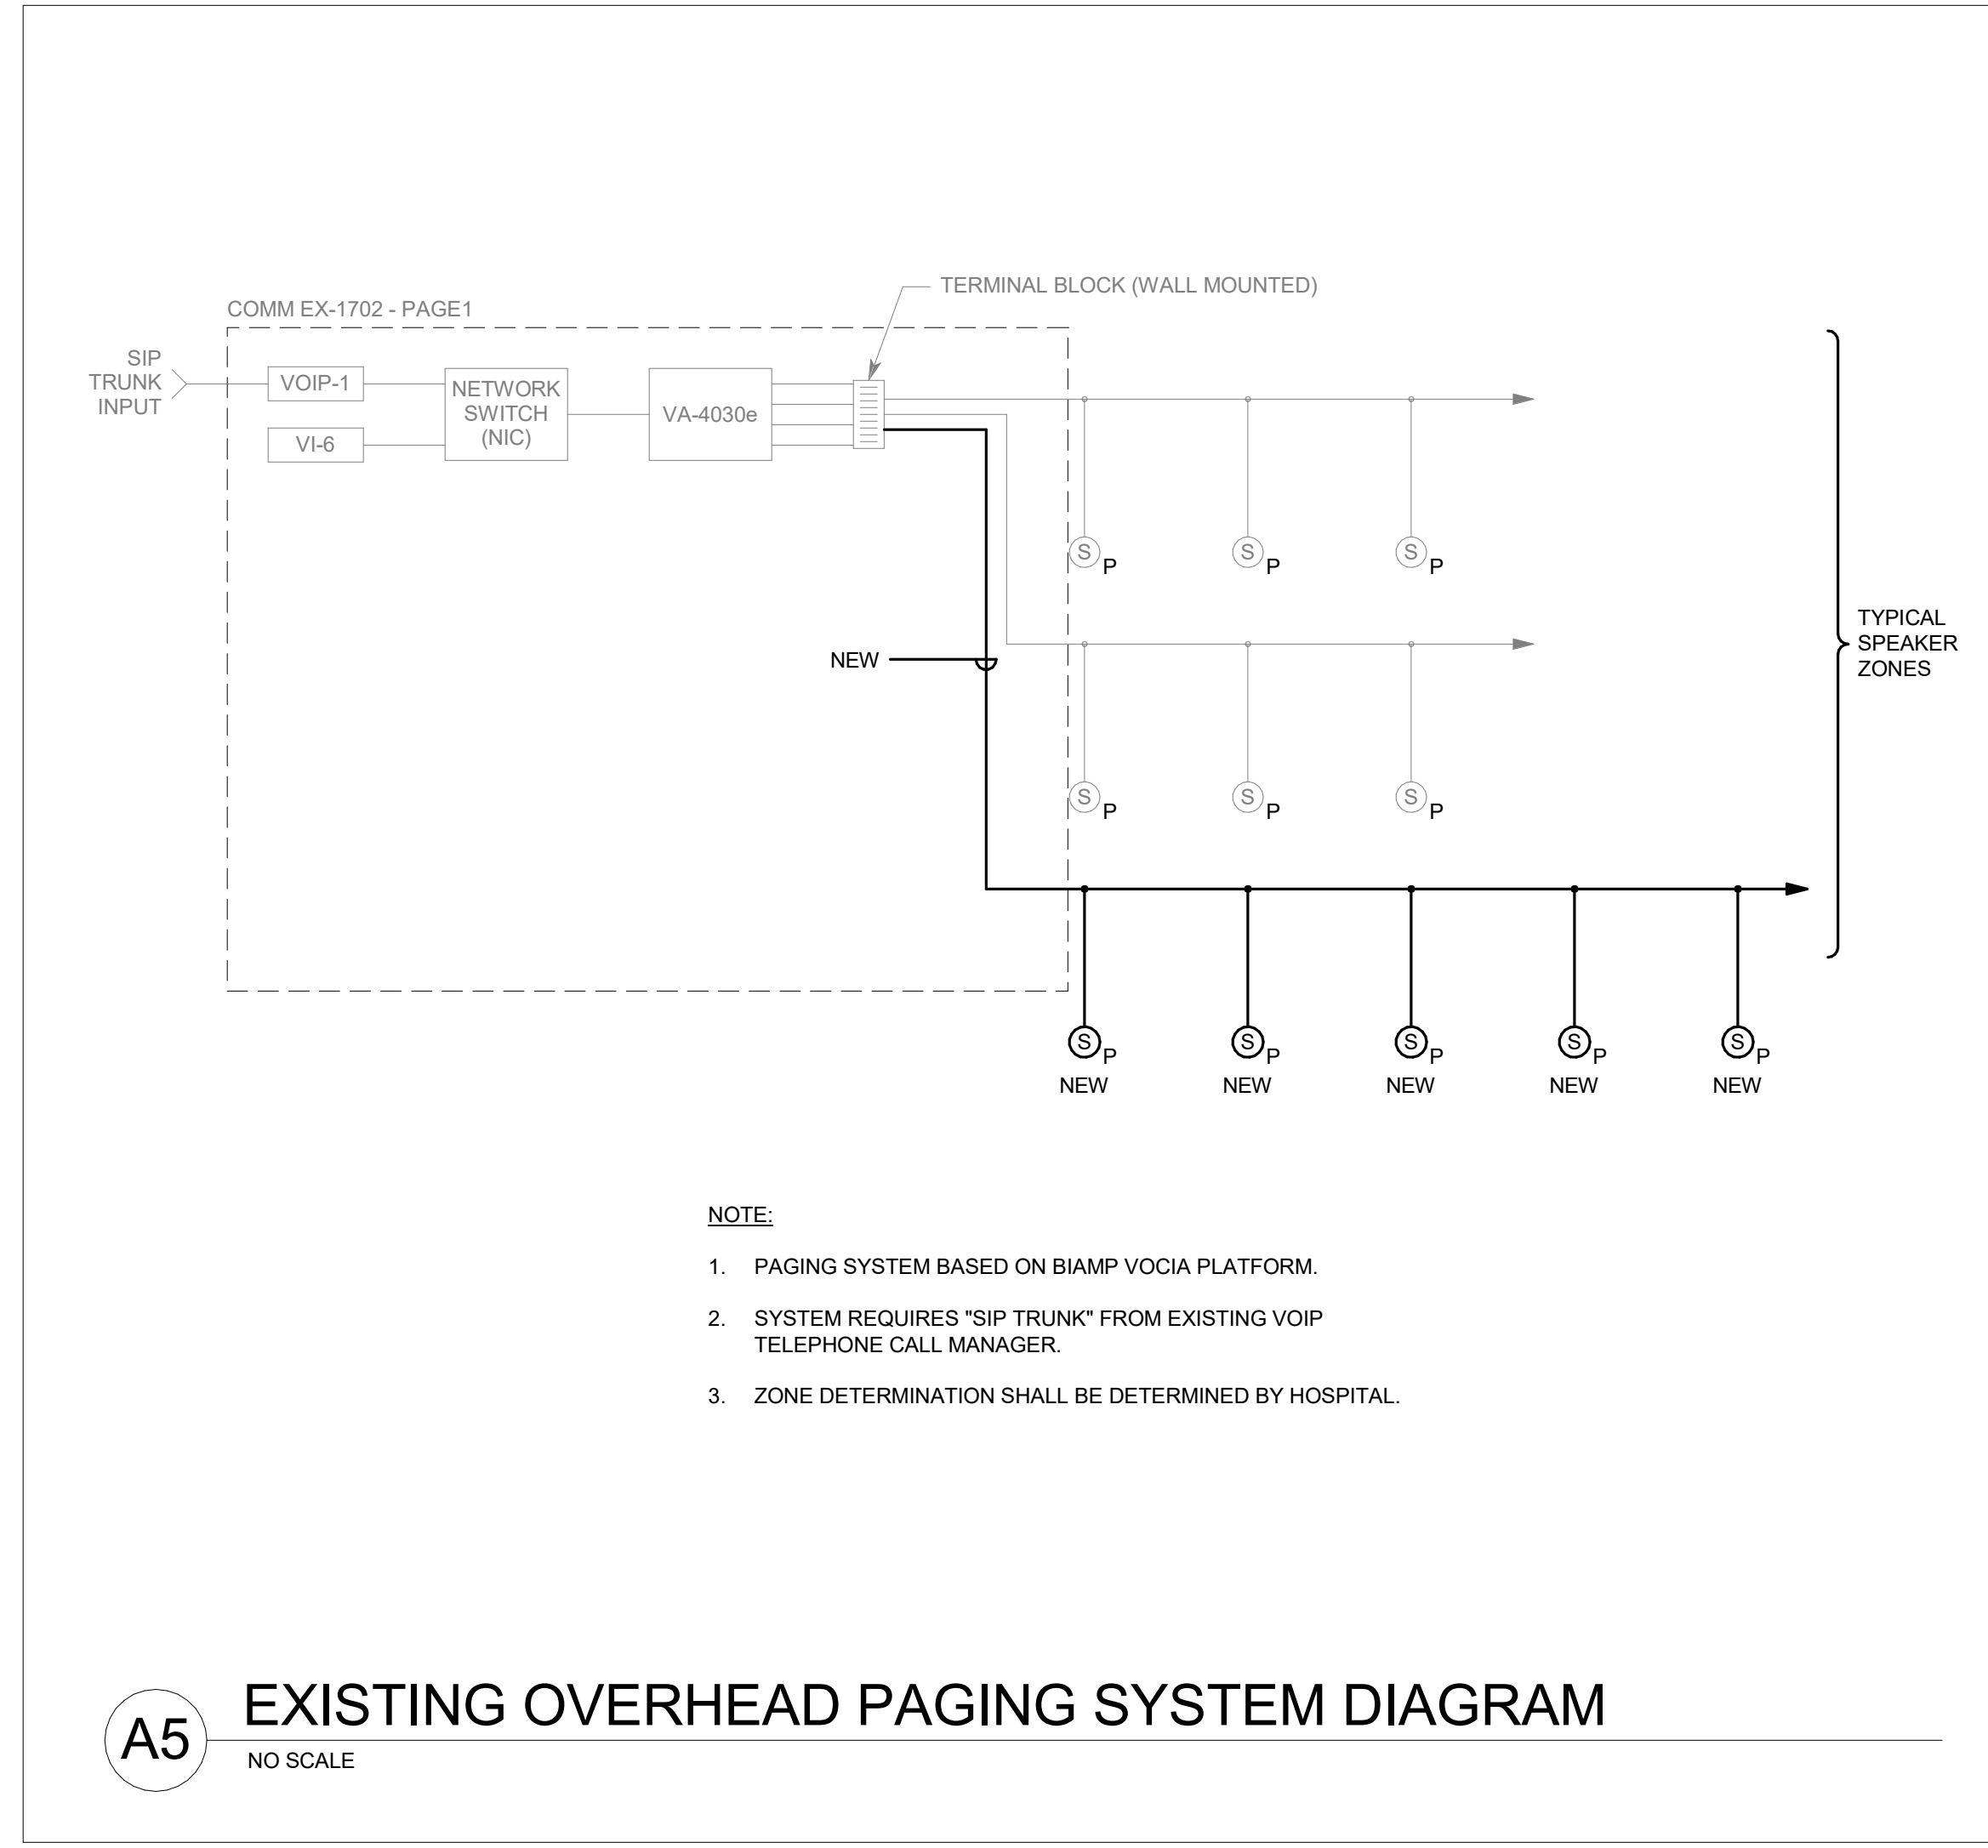 TERMINAL BLOCK (WALL MOUNTED)
COMM EX-1702 - PAGE1
SIP
TRUNK
INPUT
VOIP-1
VI-6
NETWORK
SWITCH
(NIC)
VA-4030e
S P
S P
S P
NEW
TYPICAL
SPEAKER
ZONES
S P
S P
S P
S P
NEW
S P
NEW
S P
NEW
S P
NEW
S P
NEW
NOTE:
1. PAGING SYSTEM BASED ON BIAMP VOCIA PLATFORM.
2. SYSTEM REQUIRES "SIP TRUNK" FROM EXISTING VOIP
TELEPHONE CALL MANAGER.
3. ZONE DETERMINATION SHALL BE DETERMINED BY HOSPITAL.
A5
EXISTING OVERHEAD PAGING SYSTEM DIAGRAM
NO SCALE